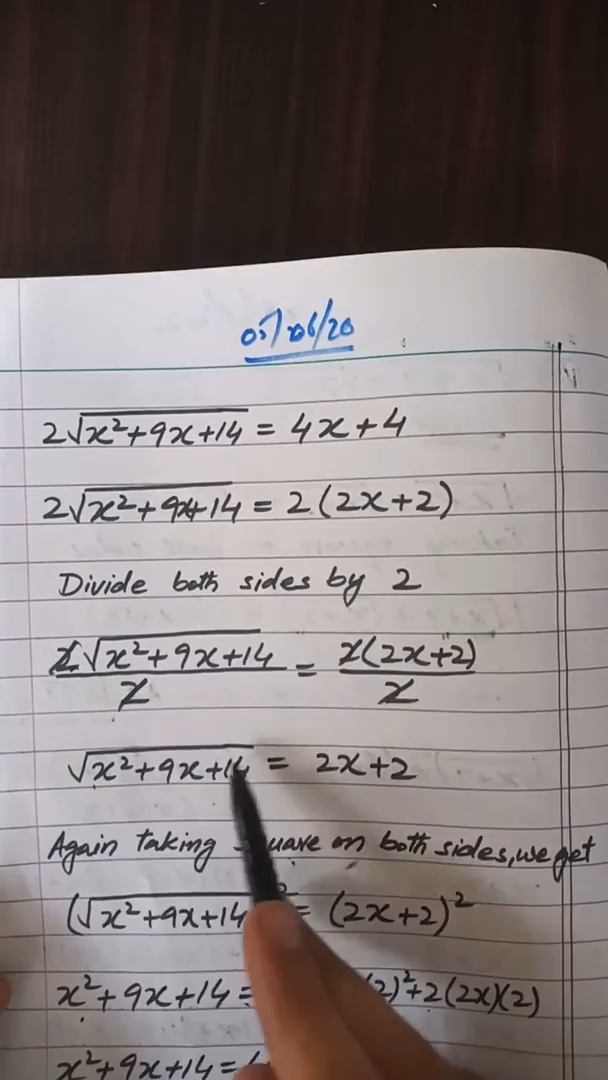 05/06/20
2√x²+9x+14 = 4x+4
2√x²+9x+14 = 2(2x+2)
Divide both sides by 2
2√x²+9x+14 / 2 = 2(2x+2) / 2
√x²+9x+14 = 2x+2
Again taking on both sides, we get
(√x²+9x+14 ² = (2x+2)²
x²+9x+14 = 2)²+2(2x)(2)
x²+9x+14 =